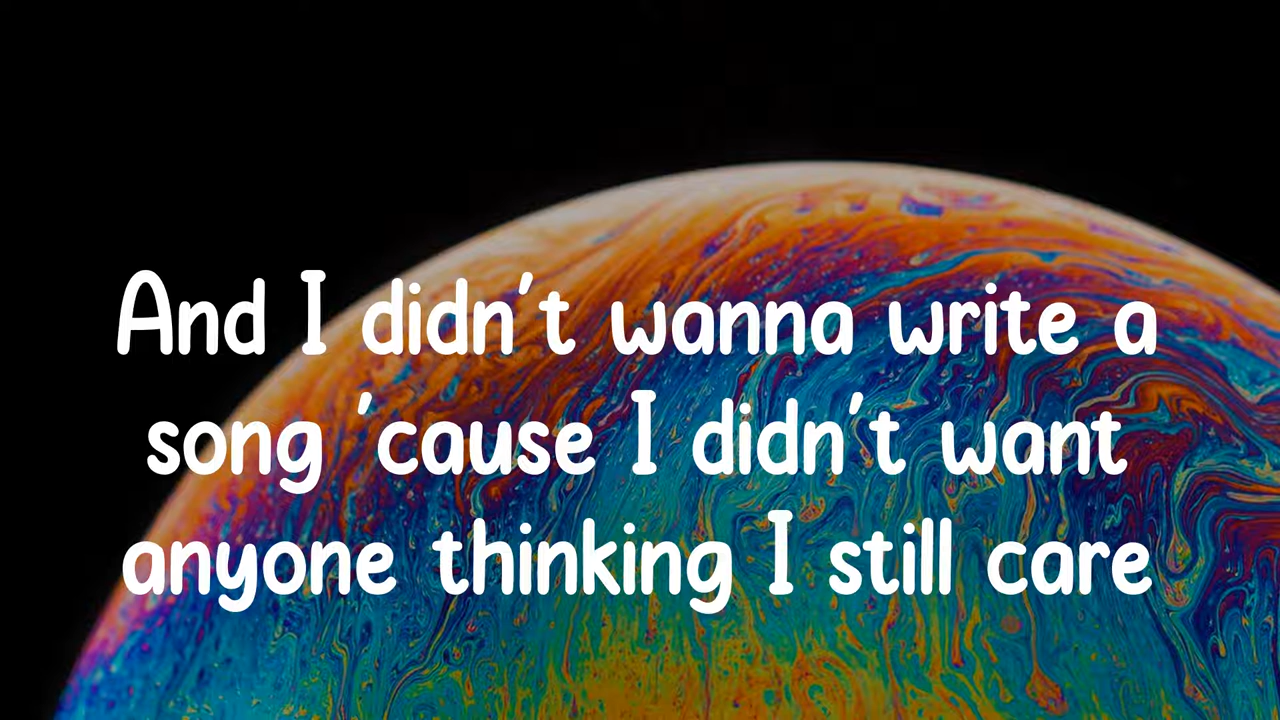 And I didn't wanna write a
song 'cause I didn't want
anyone thinking I still care